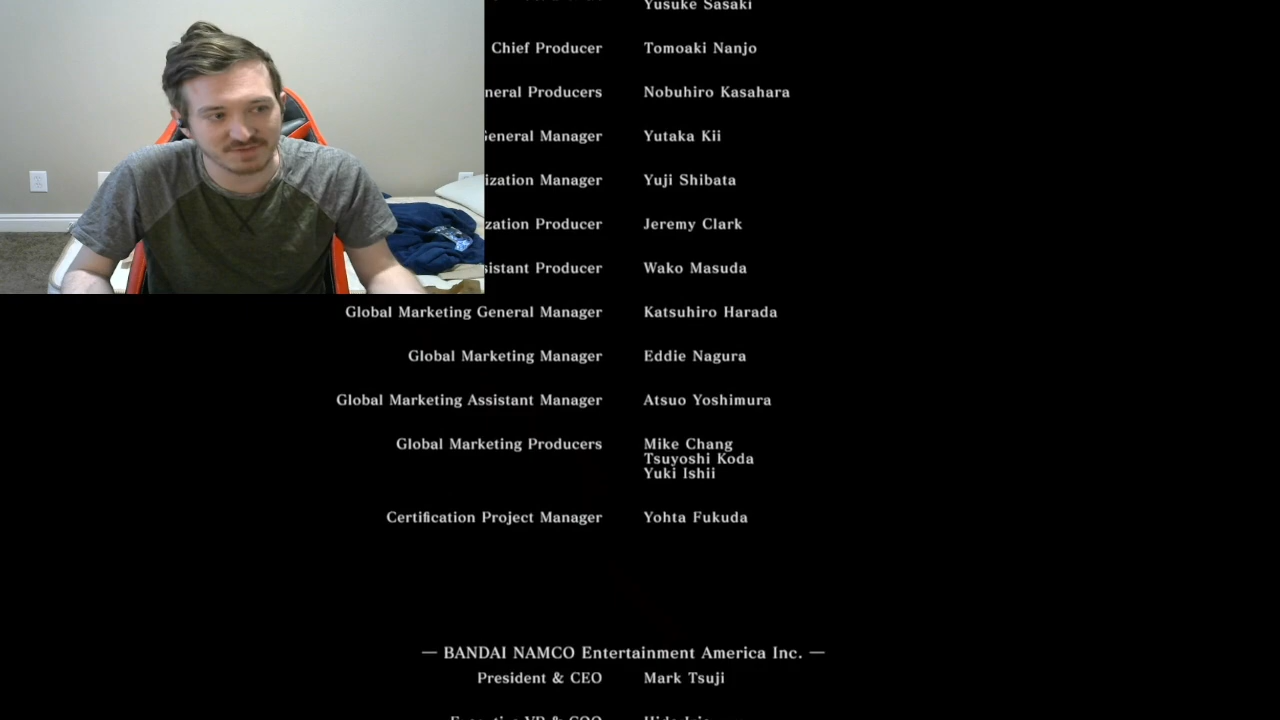 Yusuke Sasaki
Chief Producer Tomoaki Nanjo
neral Producers Nobuhiro Kasahara
General Manager Yutaka Kii
ization Manager Yuji Shibata
zation Producer Jeremy Clark
sistant Producer Wako Masuda
Global Marketing General Manager Katsuhiro Harada
Global Marketing Manager Eddie Nagura
Global Marketing Assistant Manager Atsuo Yoshimura
Global Marketing Producers Mike Chang
Tsuyoshi Koda
Yuki Ishii
Certification Project Manager Yohta Fukuda
— BANDAI NAMCO Entertainment America Inc. —
President & CEO Mark Tsuji